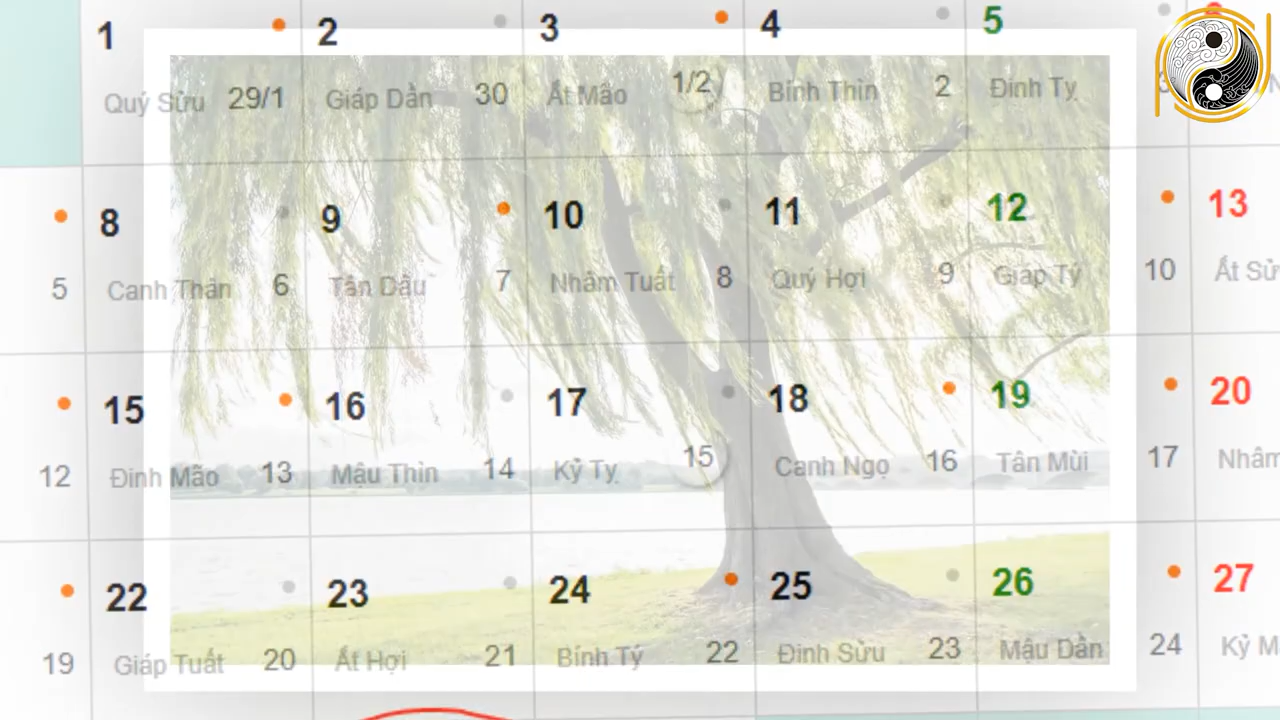 1 2 3 4 5
Quý Sửu 29/1 Giáp Dần 30 Ất Mão 1/2 Bính Thìn 2 Đinh Tỵ
8 9 10 11 12 13
5 Canh Thân 6 Tân Dậu 7 Nhâm Tuất 8 Quý Hợi 9 Giáp Tý 10 Ất Sử
15 16 17 18 19 20
12 Đinh Mão 13 Mậu Thìn 14 Kỷ Tỵ 15 Canh Ngọ 16 Tân Mùi 17 Nhâm
22 23 24 25 26 27
19 Giáp Tuất 20 Ất Hợi 21 Bính Tý 22 Đinh Sửu 23 Mậu Dần 24 Kỷ M